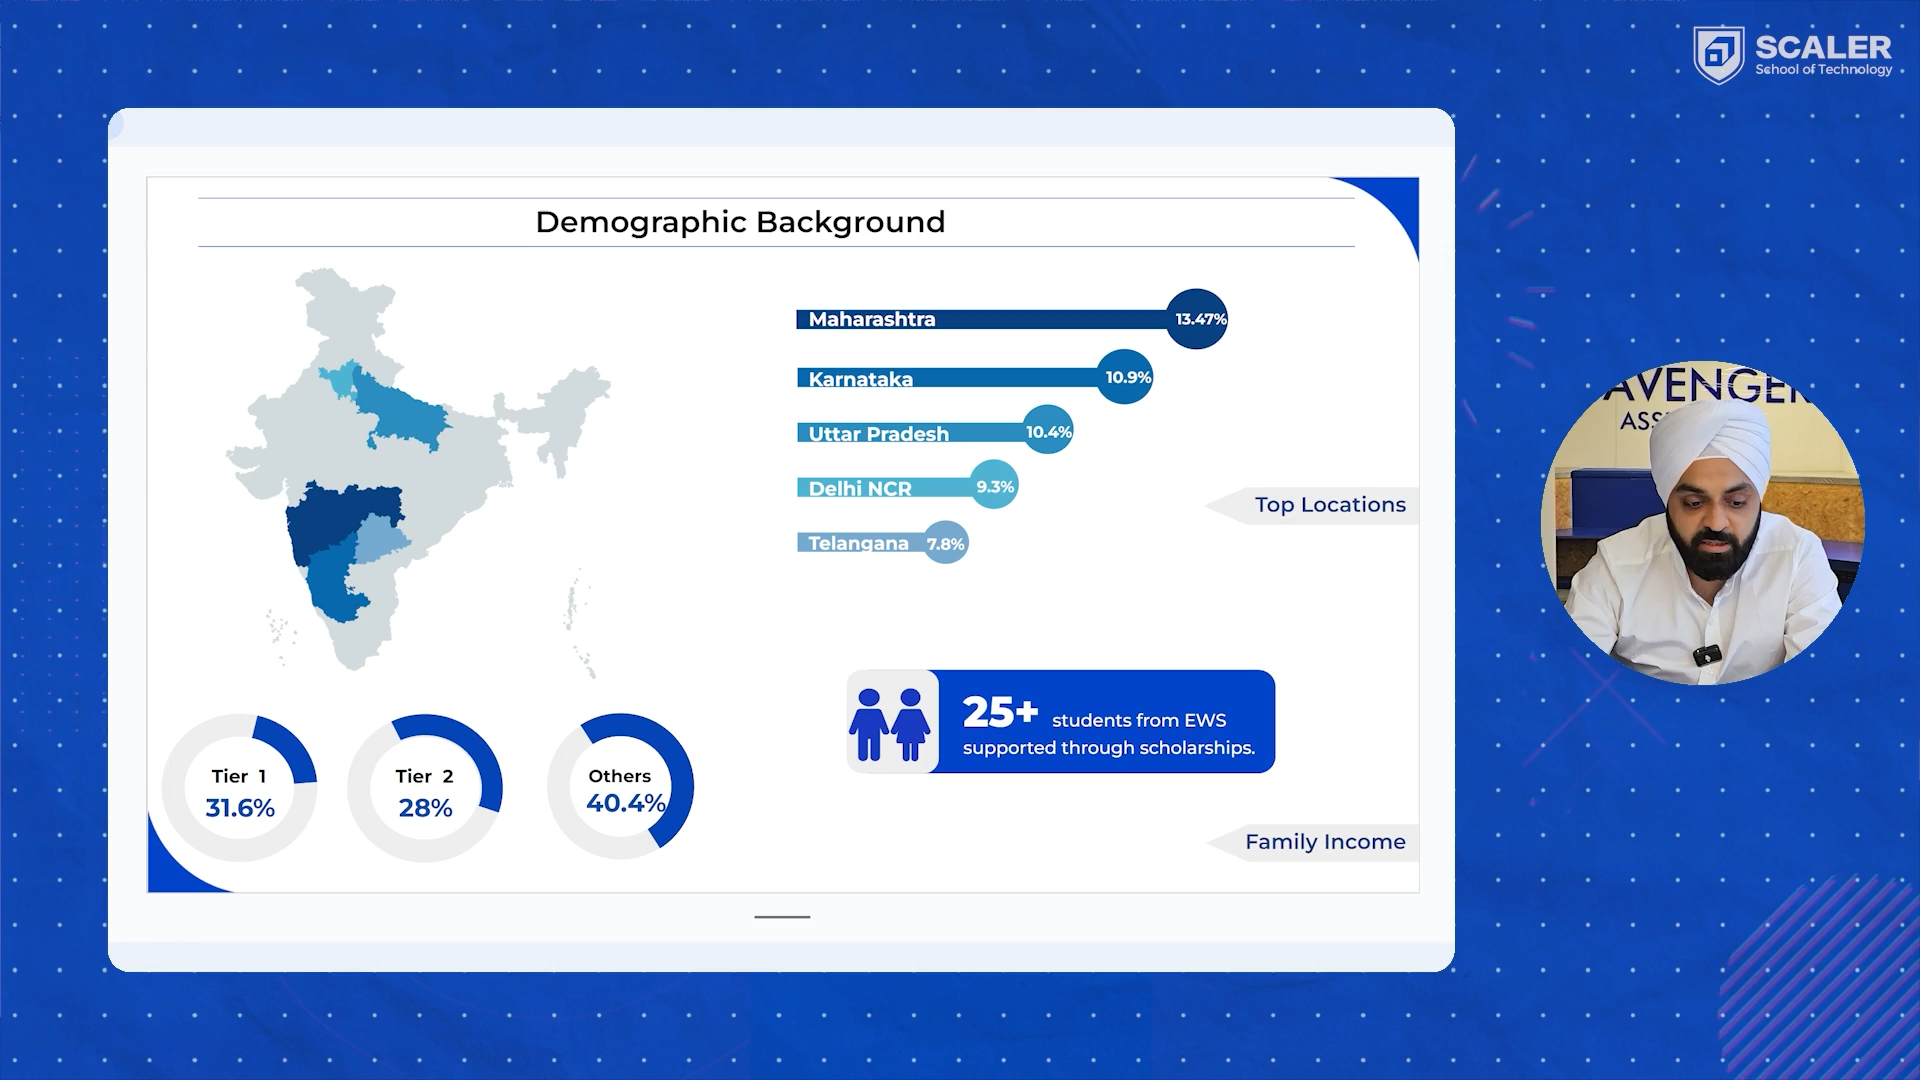 SCALER
School of Technology
Demographic Background
Maharashtra 13.47%
Karnataka 10.9%
Uttar Pradesh 10.4%
Delhi NCR 9.3%
Telangana 7.8%
Top Locations
AVENGER
ASS
25+ students from EWS
supported through scholarships.
Tier 1
31.6%
Tier 2
28%
Others
40.4%
Family Income